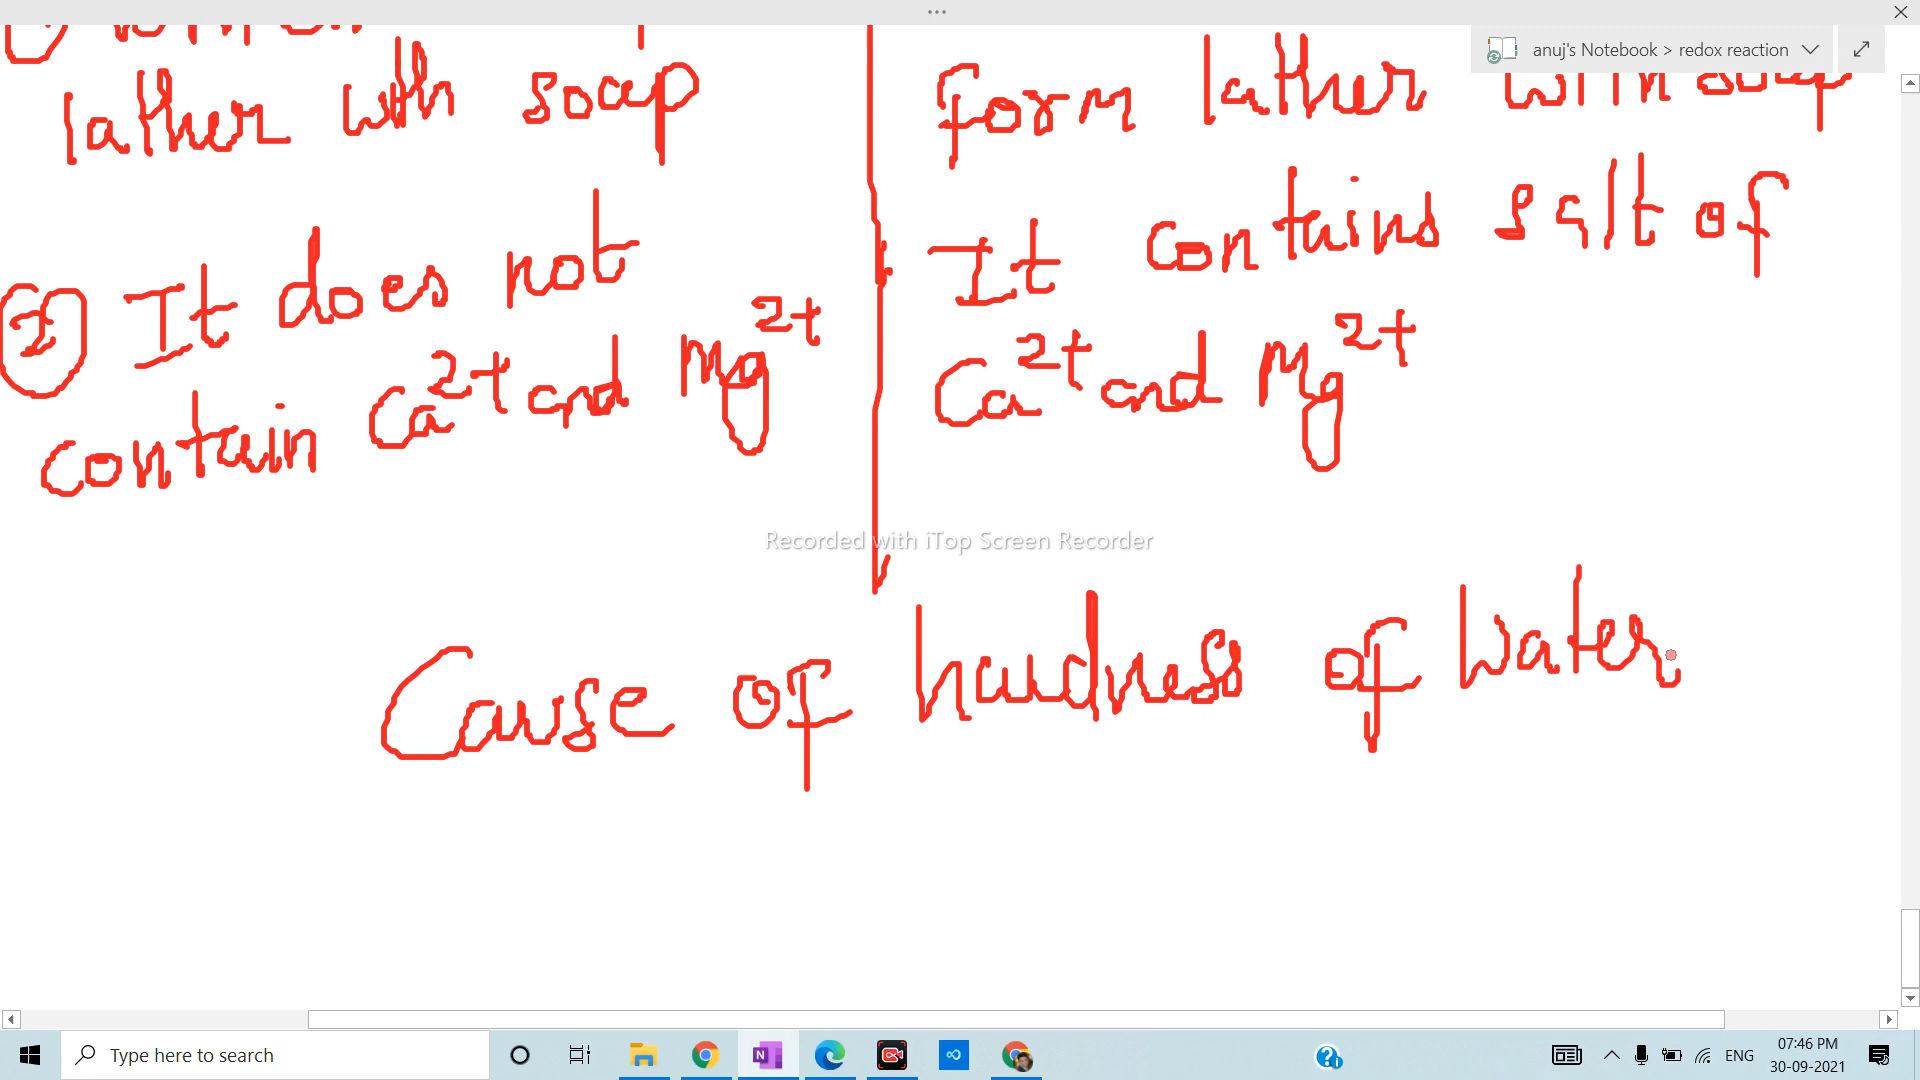 anuj's Notebook > redox reaction
lather with soap
form lather with soap
② It does not
contain Ca²⁺ and Mg²⁺
It contains salt of
Ca²⁺ and Mg²⁺
Recorded with iTop Screen Recorder
Cause of hardness of water
Type here to search
ENG
07:46 PM
30-09-2021